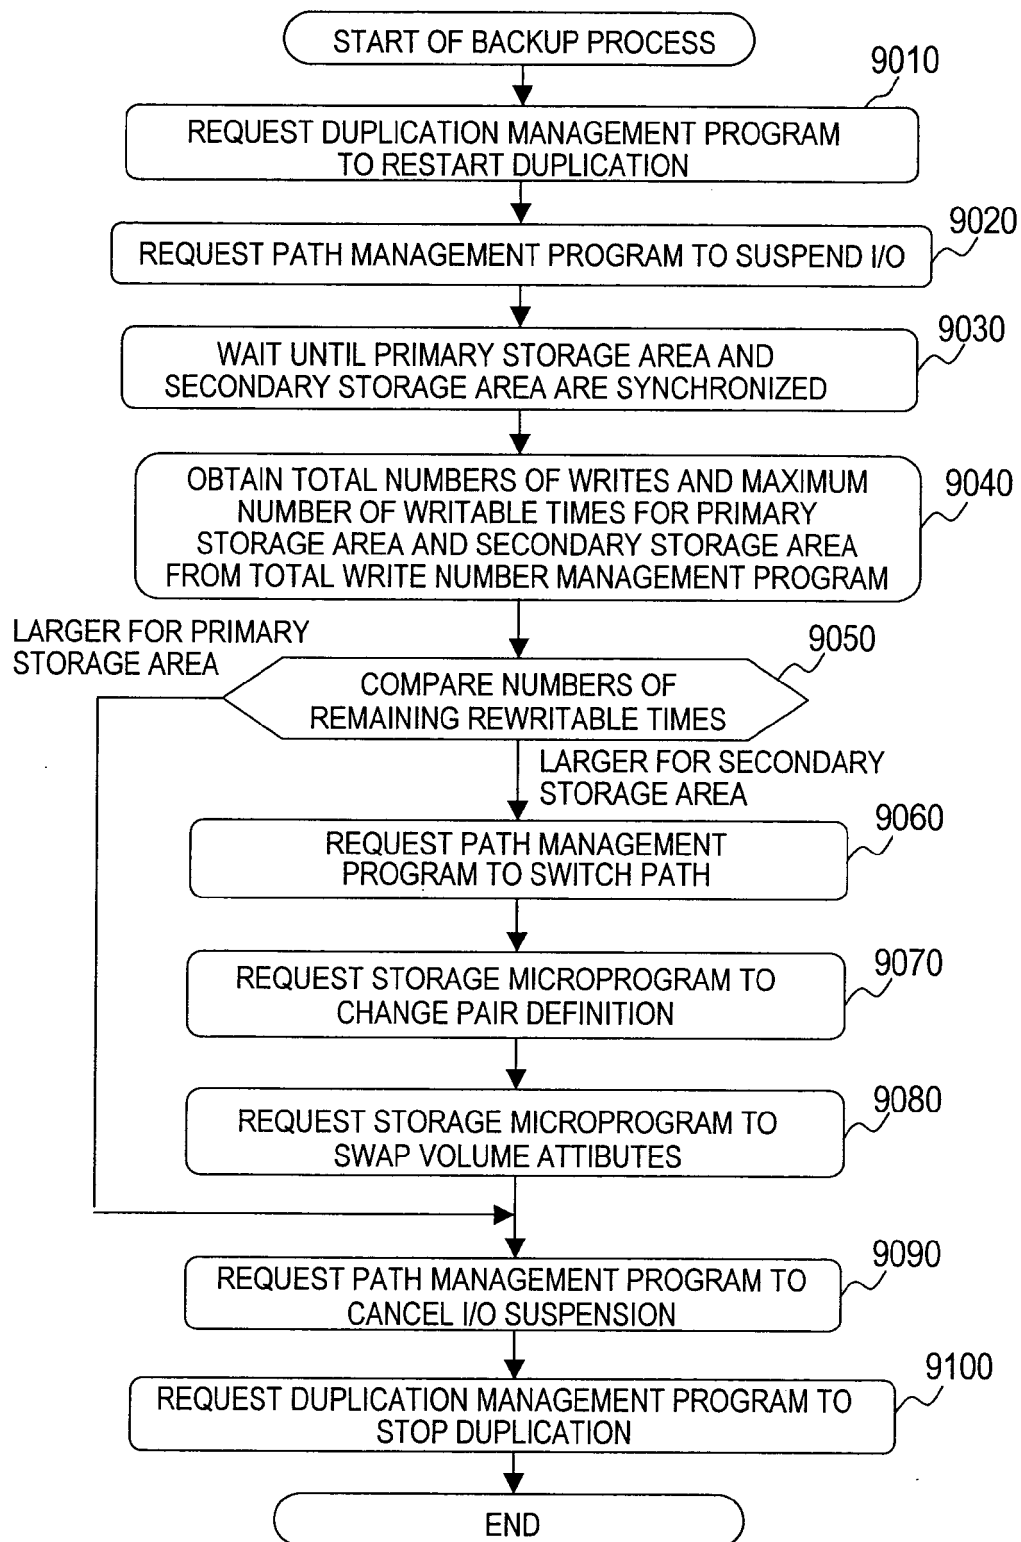 START OF BACKUP PROCESS
9010
REQUEST DUPLICATION MANAGEMENT PROGRAM
TO RESTART DUPLICATION
9020
REQUEST PATH MANAGEMENT PROGRAM TO SUSPEND I/O
9030
WAIT UNTIL PRIMARY STORAGE AREA AND
SECONDARY STORAGE AREA ARE SYNCHRONIZED
9040
OBTAIN TOTAL NUMBERS OF WRITES AND MAXIMUM
NUMBER OF WRITABLE TIMES FOR PRIMARY
STORAGE AREA AND SECONDARY STORAGE AREA
FROM TOTAL WRITE NUMBER MANAGEMENT PROGRAM
LARGER FOR PRIMARY
STORAGE AREA
9050
COMPARE NUMBERS OF
REMAINING REWRITABLE TIMES
LARGER FOR SECONDARY
STORAGE AREA
9060
REQUEST PATH MANAGEMENT
PROGRAM TO SWITCH PATH
9070
REQUEST STORAGE MICROPROGRAM TO
CHANGE PAIR DEFINITION
9080
REQUEST STORAGE MICROPROGRAM TO
SWAP VOLUME ATTIBUTES
9090
REQUEST PATH MANAGEMENT PROGRAM TO
CANCEL I/O SUSPENSION
9100
REQUEST DUPLICATION MANAGEMENT PROGRAM TO
STOP DUPLICATION
END